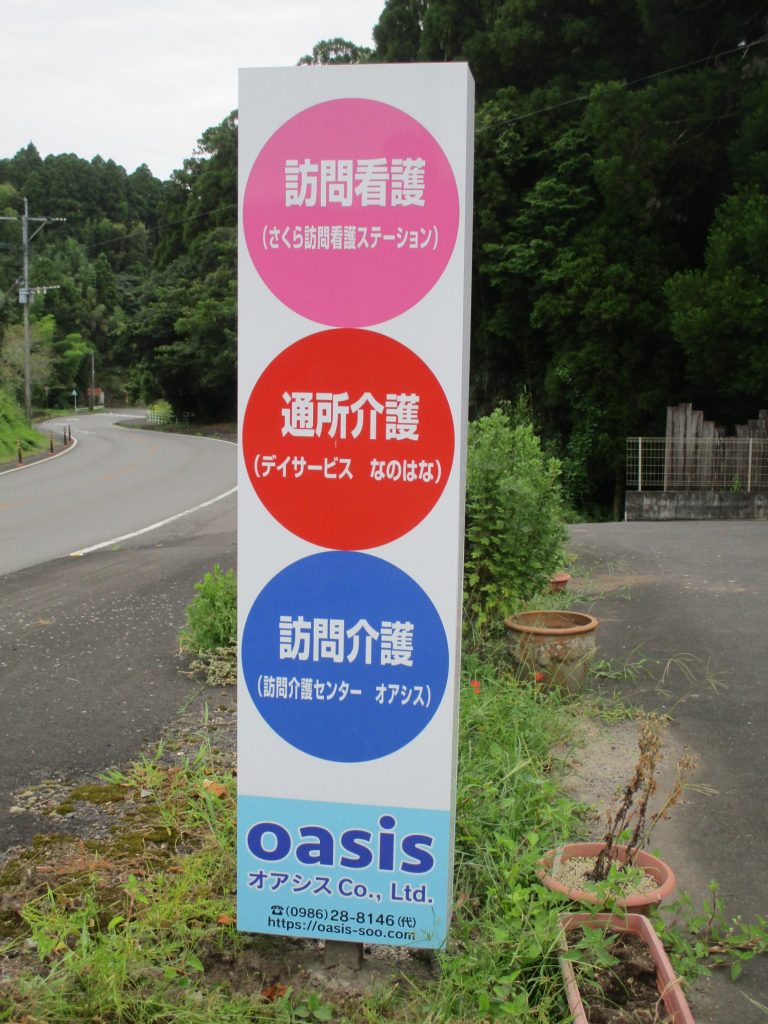 訪問看護
(さくら訪問看護ステーション)
通所介護
(デイサービス　なのはな)
訪問介護
(訪問介護センター　オアシス)
oasis
オアシス Co., Ltd.
☎(0986)28-8146(代)
https://oasis-soo.com